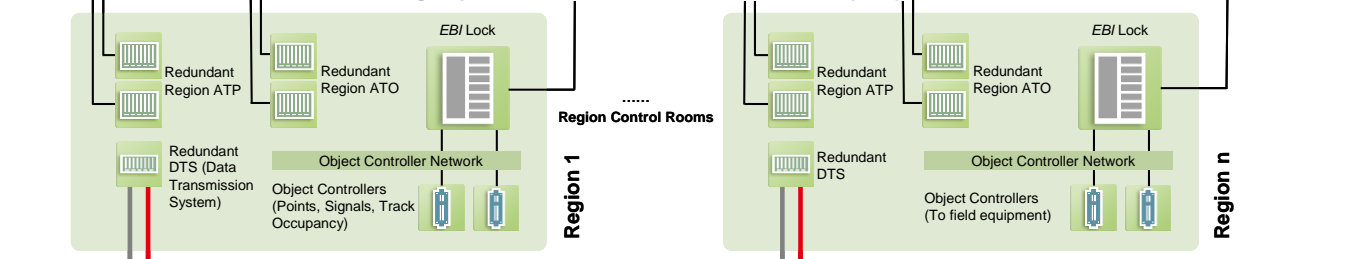 EBI Lock
Redundant
Region ATP
Redundant
Region ATO
Redundant
DTS (Data
Transmission
System)
Object Controller Network
Object Controllers
(Points, Signals, Track
Occupancy)
Region 1
......
Region Control Rooms
EBI Lock
Redundant
Region ATP
Redundant
Region ATO
Redundant
DTS
Object Controller Network
Object Controllers
(To field equipment)
Region n